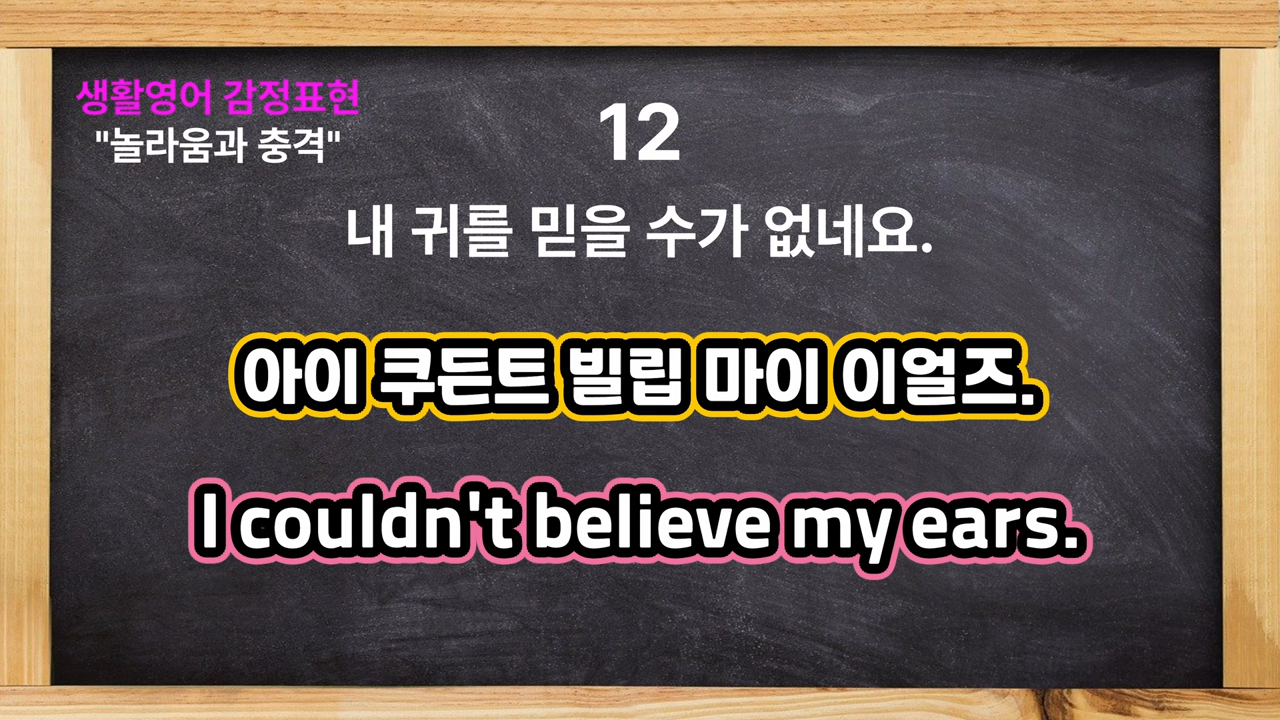 생활영어 감정표현
"놀라움과 충격"
12
내 귀를 믿을 수가 없네요.
아이 쿠든트 빌립 마이 이얼즈.
I couldn't believe my ears.